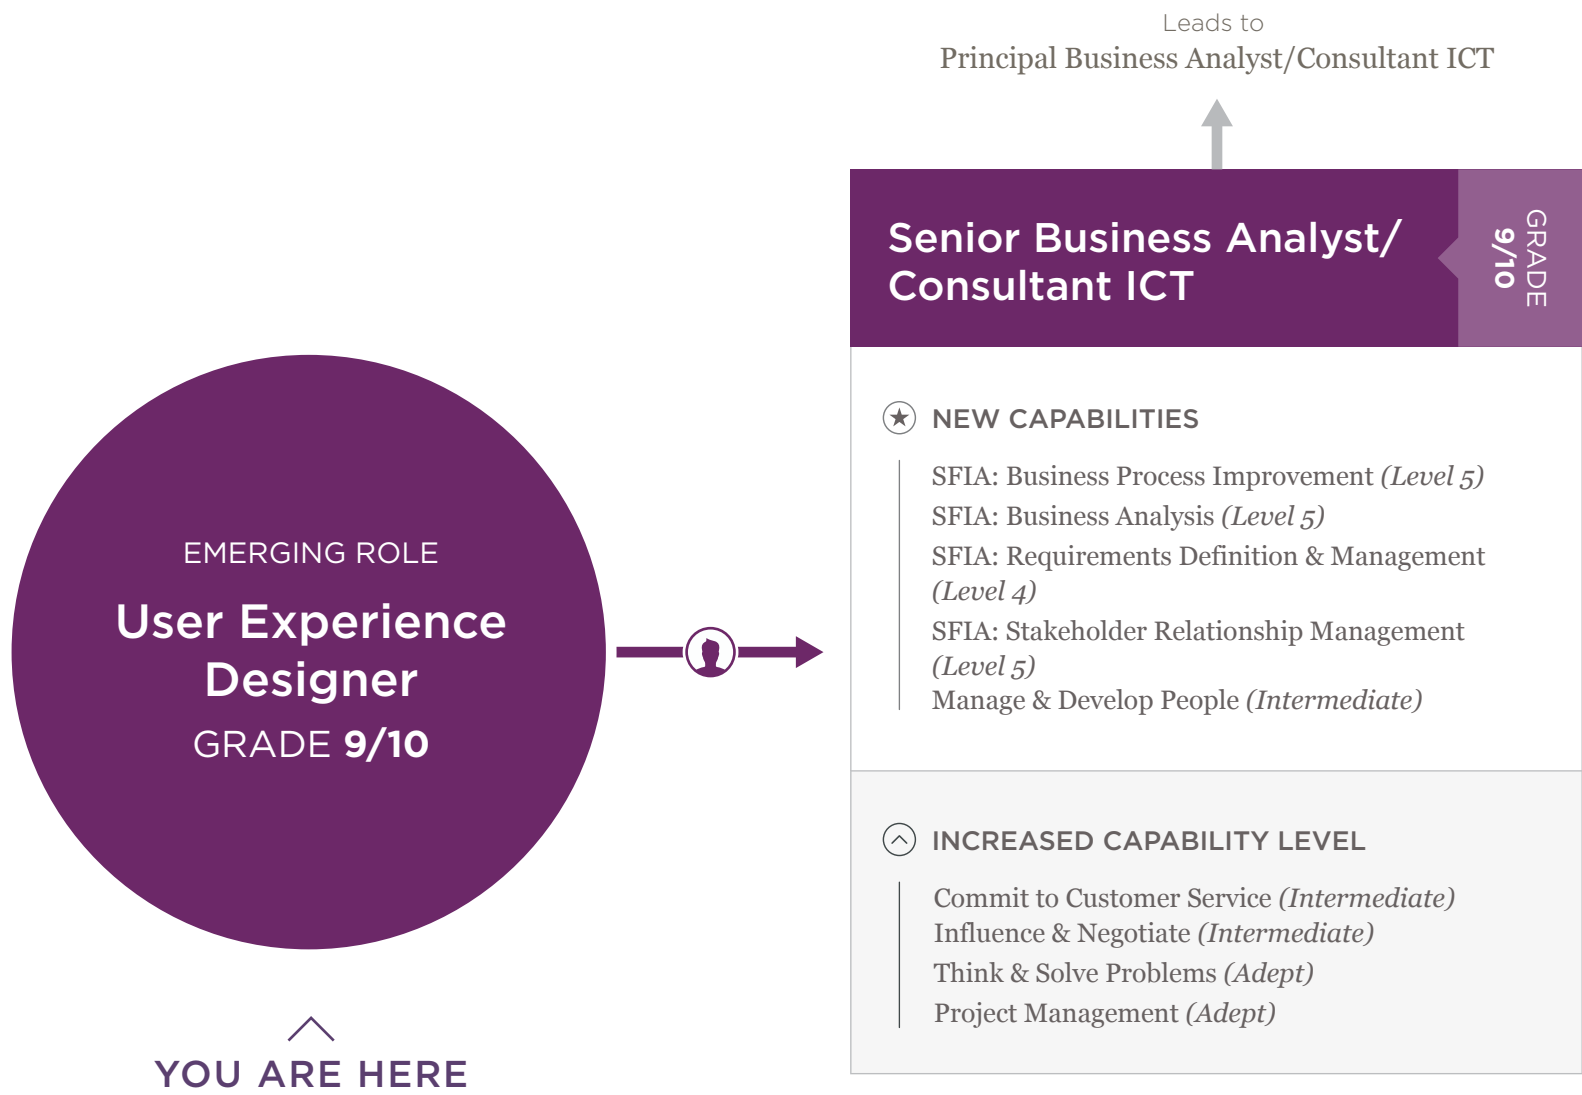 Leads to
Principal Business Analyst/Consultant ICT
Senior Business Analyst/
Consultant ICT
GRADE
9/10
NEW CAPABILITIES
SFIA: Business Process Improvement (Level 5)
SFIA: Business Analysis (Level 5)
SFIA: Requirements Definition & Management
(Level 4)
SFIA: Stakeholder Relationship Management
(Level 5)
Manage & Develop People (Intermediate)
INCREASED CAPABILITY LEVEL
Commit to Customer Service (Intermediate)
Influence & Negotiate (Intermediate)
Think & Solve Problems (Adept)
Project Management (Adept)
EMERGING ROLE
User Experience
Designer
GRADE 9/10
YOU ARE HERE